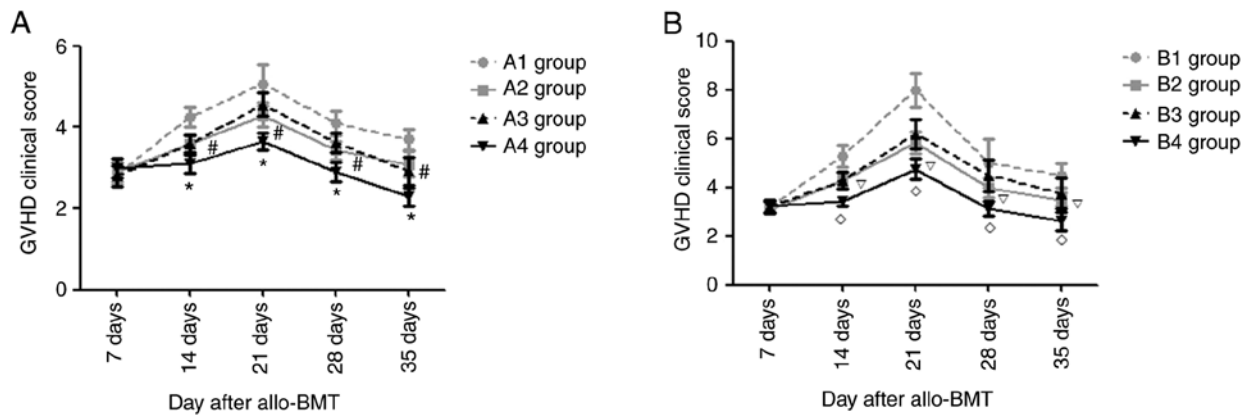 A
GVHD clinical score
6
4
2
0
#
#
#
#
*
*
*
*
7 days
14 days
21 days
28 days
35 days
Day after allo-BMT
A1 group
A2 group
A3 group
A4 group
B
GVHD clinical score
10
8
6
4
2
0
7 days
14 days
21 days
28 days
35 days
Day after allo-BMT
B1 group
B2 group
B3 group
B4 group